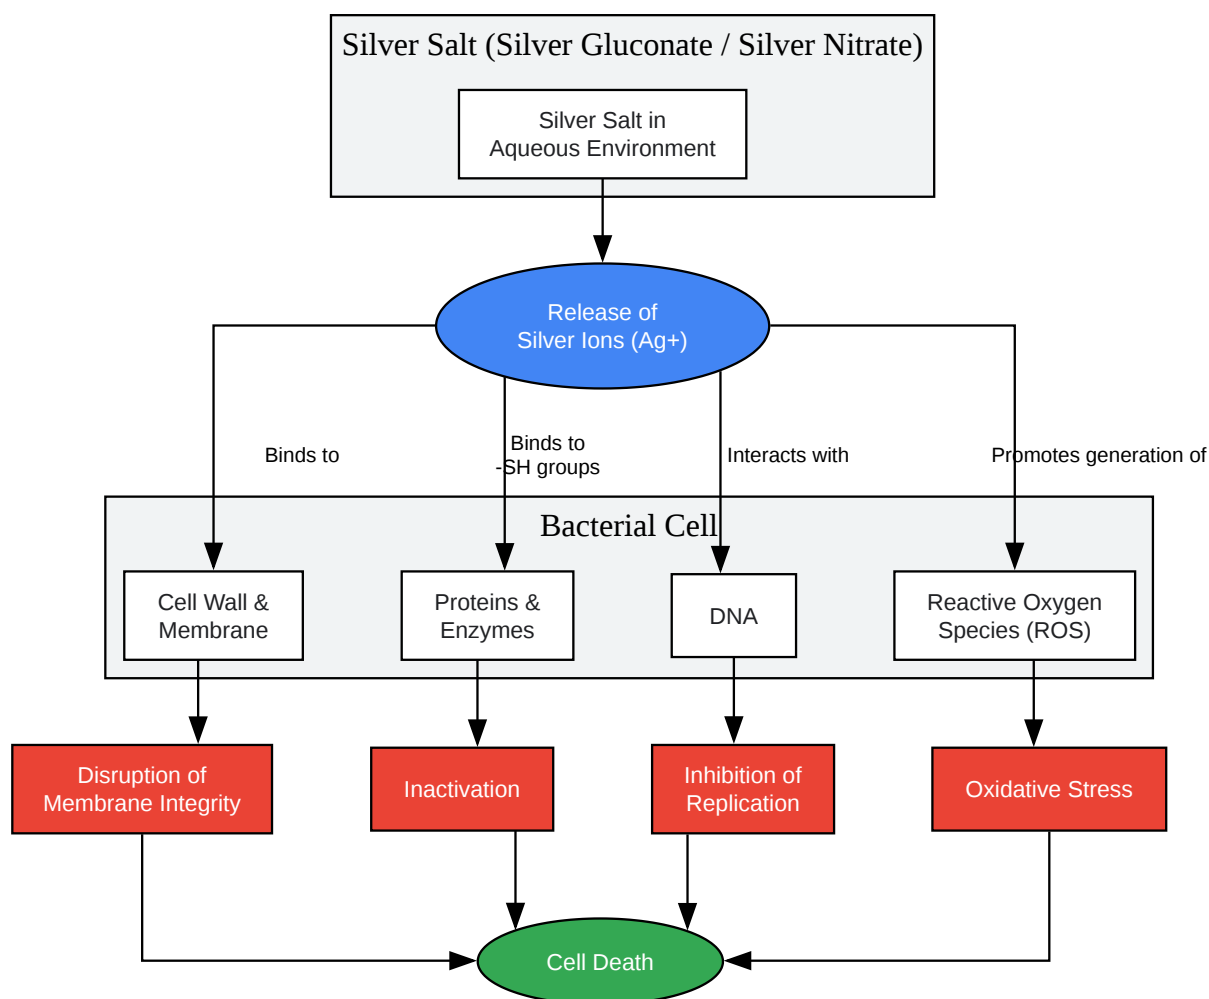 Silver Salt (Silver Gluconate / Silver Nitrate)
Silver Salt in
Aqueous Environment
Release of
Silver Ions (Ag+)
Binds to
Binds to
-SH groups
Interacts with
Promotes generation of
Bacterial Cell
Cell Wall &
Membrane
Proteins &
Enzymes
DNA
Reactive Oxygen
Species (ROS)
Disruption of
Membrane Integrity
Inactivation
Inhibition of
Replication
Oxidative Stress
Cell Death